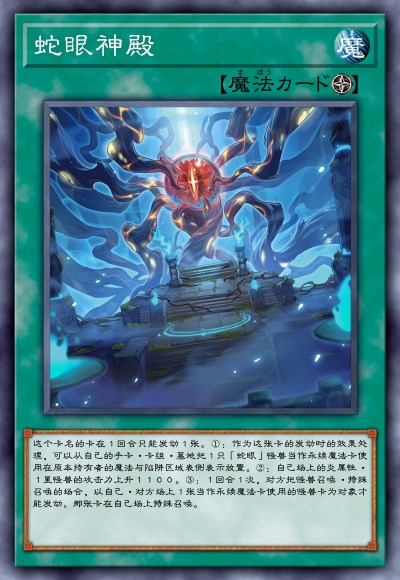 蛇眼神殿
魔
【魔法カード】
まほう
这个卡名的卡在１回合只能发动１张。①：作为这张卡的发动时的效果处
理，可以从自己的手卡·卡组·墓地把１只「蛇眼」怪兽当作永续魔法卡使
用在原本持有者的魔法与陷阱区域表侧表示放置。②：自己场上的炎属性·
１星怪兽的攻击力上升１１００。③：１回合１次，对方把怪兽召唤·特殊
召唤的场合，以自己·对方场上１张当作永续魔法卡使用的怪兽卡为对象才
能发动。那张卡在自己场上特殊召唤。